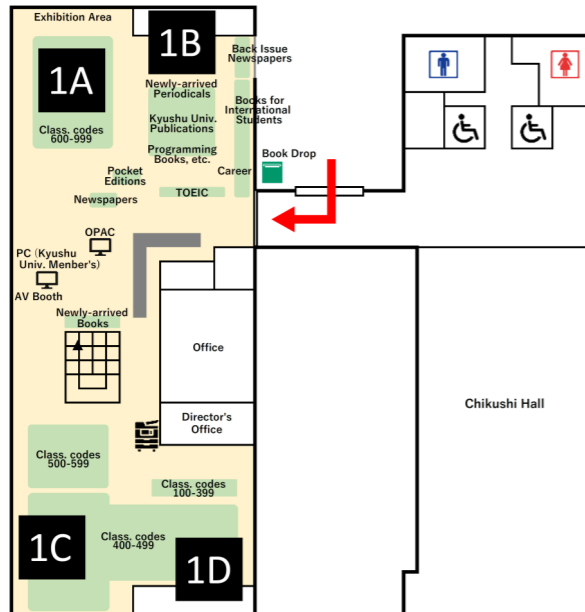 Exhibition Area
1A
1B
Back Issue
Newspapers
Newly-arrived
Periodicals
Books for
International
Students
Class. codes
600-999
Kyushu Univ.
Publications
Programming
Books, etc.
Book Drop
Pocket
Editions
Career
Newspapers
TOEIC
OPAC
PC (Kyushu
Univ. Menber's)
AV Booth
Newly-arrived
Books
Office
Chikushi Hall
Director's
Office
Class. codes
500-599
Class. codes
100-399
Class. codes
400-499
1C
1D